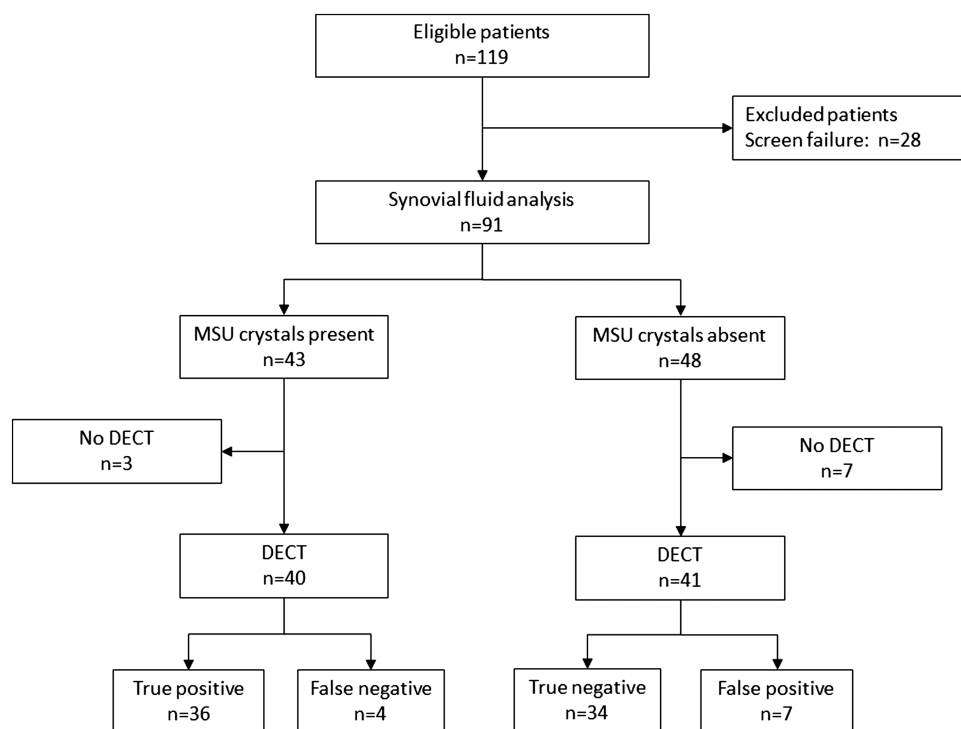 Eligible patients
n=119
Excluded patients
Screen failure: n=28
Synovial fluid analysis
n=91
MSU crystals present
n=43
MSU crystals absent
n=48
No DECT
n=3
No DECT
n=7
DECT
n=40
DECT
n=41
True positive
n=36
False negative
n=4
True negative
n=34
False positive
n=7